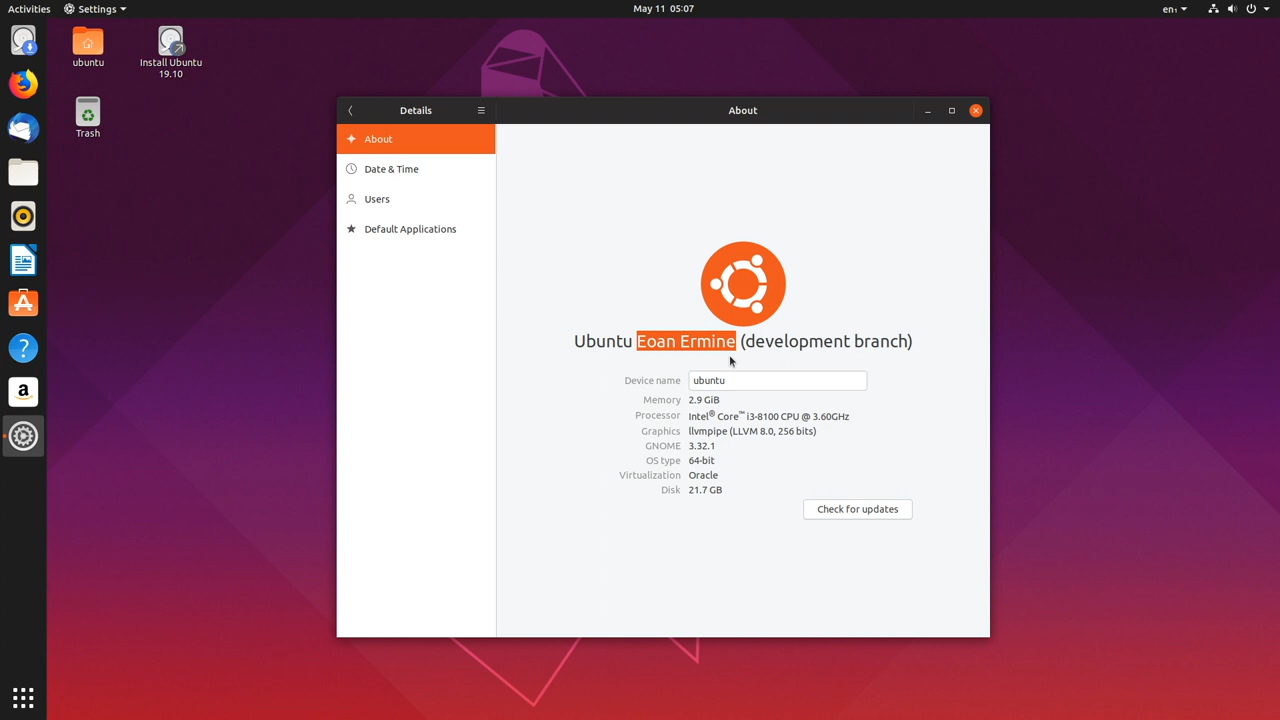 Activities
Settings
May 11 05:07
en₁
ubuntu
Install Ubuntu
19.10
Trash
Details
About
About
Date & Time
Users
Default Applications
Ubuntu Eoan Ermine (development branch)
Device name ubuntu
Memory 2.9 GiB
Processor Intel® Core™ i3-8100 CPU @ 3.60GHz
Graphics llvmpipe (LLVM 8.0, 256 bits)
GNOME 3.32.1
OS type 64-bit
Virtualization Oracle
Disk 21.7 GB
Check for updates